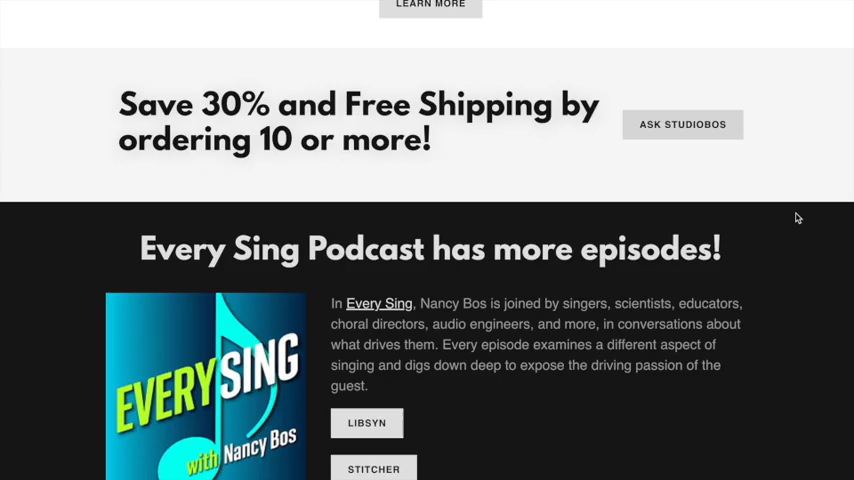 LEARN MORE
Save 30% and Free Shipping by
ordering 10 or more!
ASK STUDIOBOS
Every Sing Podcast has more episodes!
EVERYSING
with Nancy Bos
In Every Sing, Nancy Bos is joined by singers, scientists, educators,
choral directors, audio engineers, and more, in conversations about
what drives them. Every episode examines a different aspect of
singing and digs down deep to expose the driving passion of the
guest.
LIBSYN
STITCHER